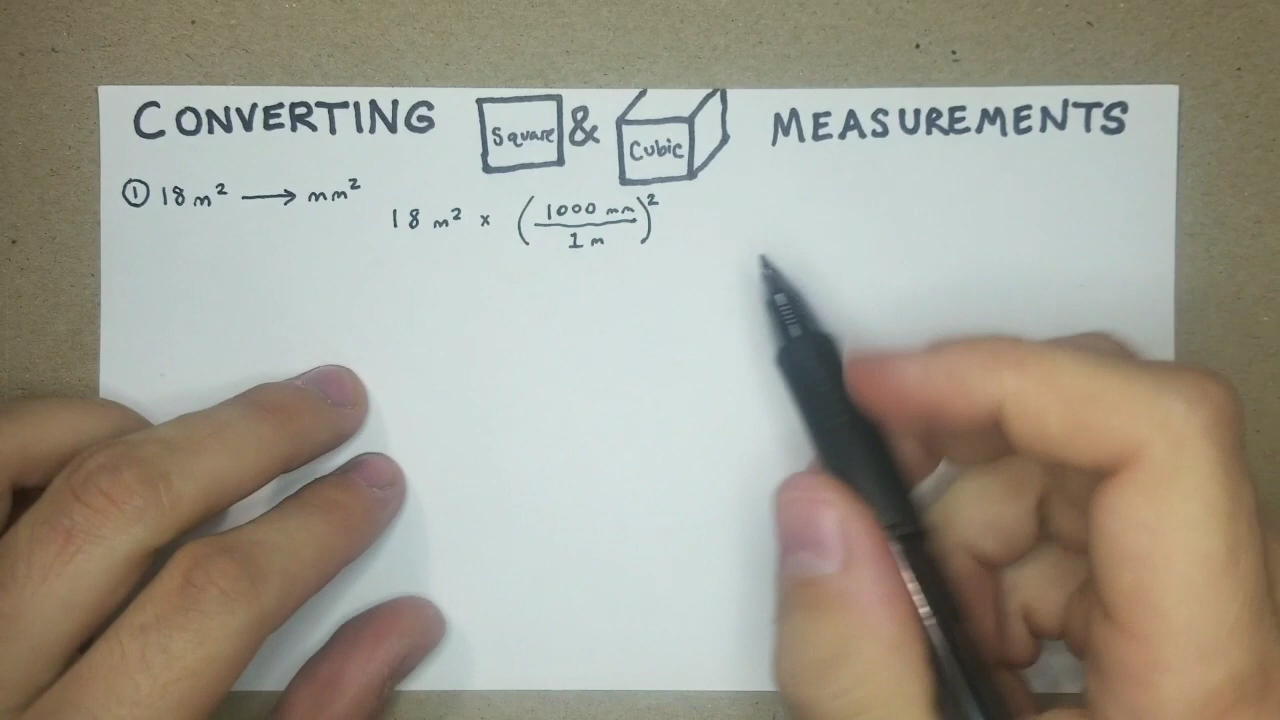 CONVERTING Square & Cubic MEASUREMENTS
① 18 m² → mm²
18 m² × (1000 mm / 1 m)²